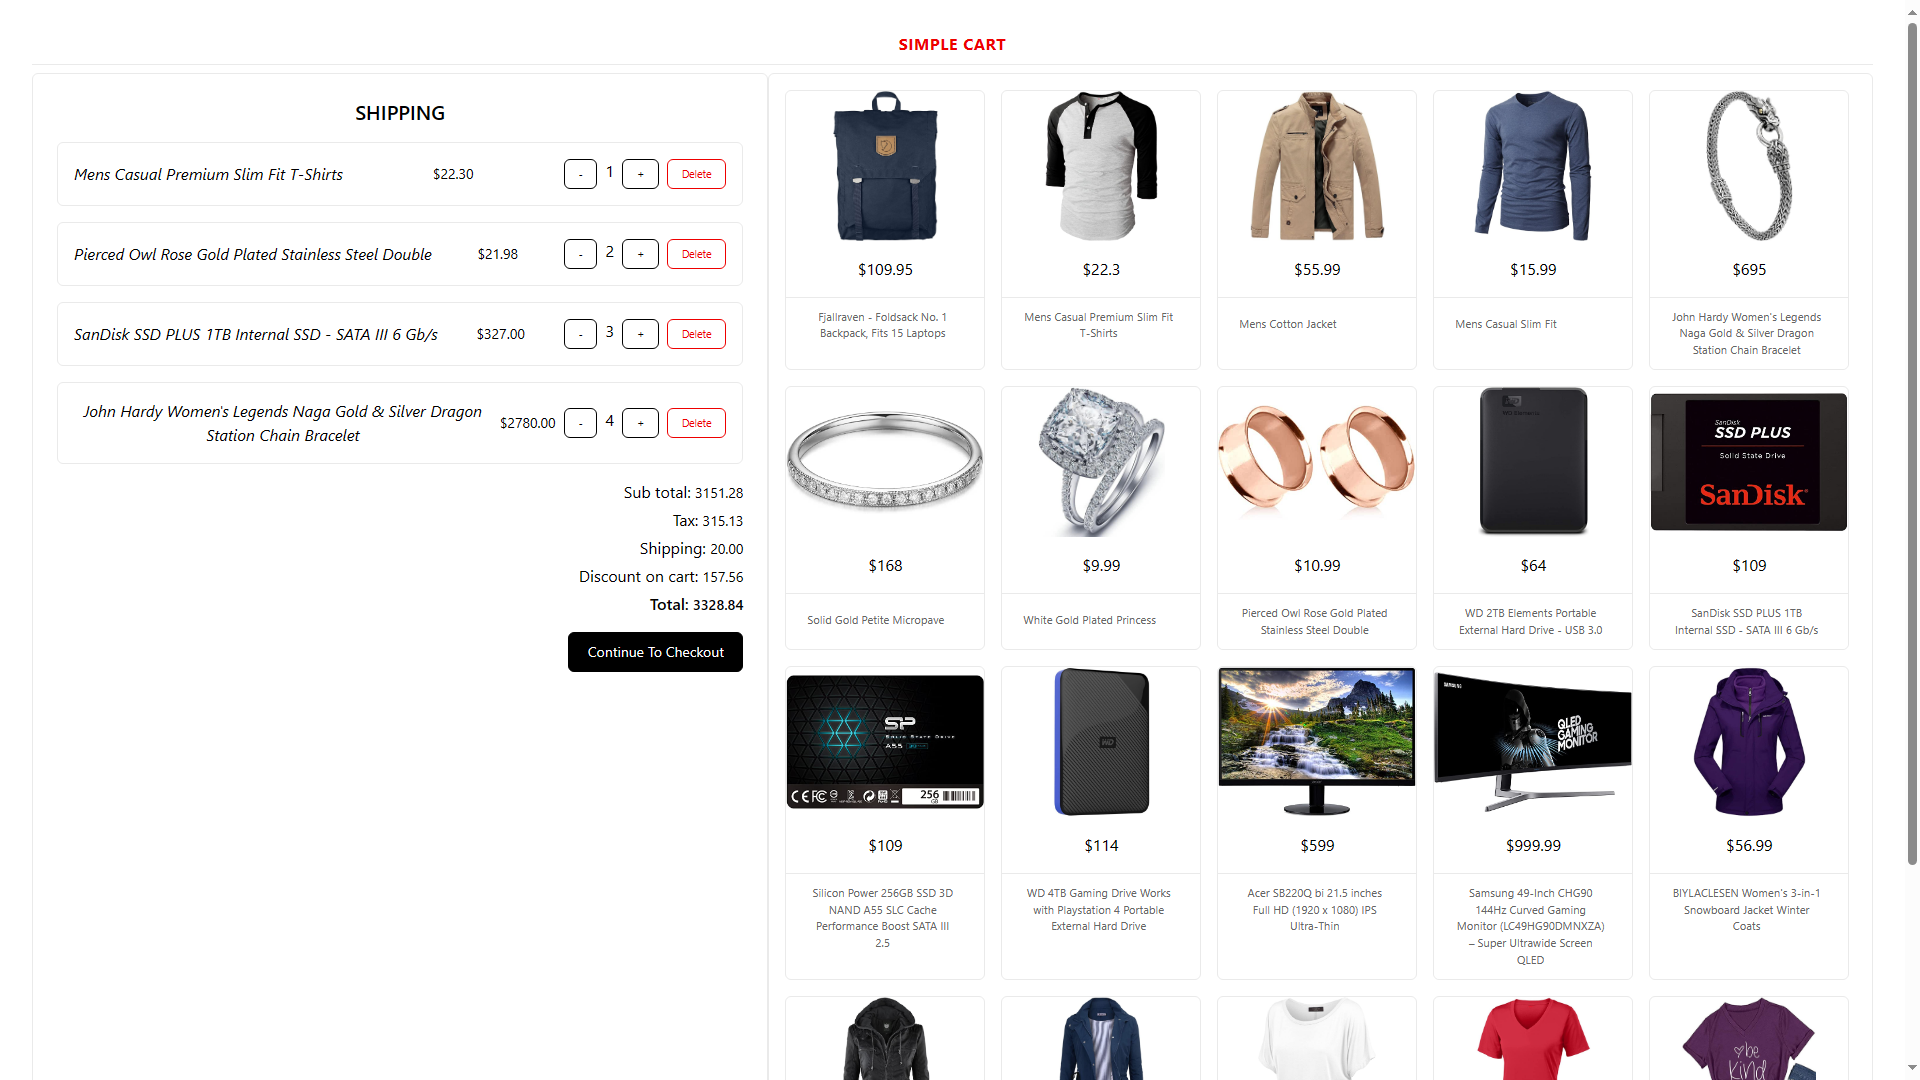 SIMPLE CART
SHIPPING
Mens Casual Premium Slim Fit T-Shirts $22.30 - 1 + Delete
Pierced Owl Rose Gold Plated Stainless Steel Double $21.98 - 2 + Delete
SanDisk SSD PLUS 1TB Internal SSD - SATA III 6 Gb/s $327.00 - 3 + Delete
John Hardy Women's Legends Naga Gold & Silver Dragon
Station Chain Bracelet
$2780.00 - 4 + Delete
Sub total: 3151.28
Tax: 315.13
Shipping: 20.00
Discount on cart: 157.56
Total: 3328.84
Continue To Checkout
$109.95
Fjallraven - Foldsack No. 1
Backpack, Fits 15 Laptops
$22.3
Mens Casual Premium Slim Fit
T-Shirts
$55.99
Mens Cotton Jacket
$15.99
Mens Casual Slim Fit
$695
John Hardy Women's Legends
Naga Gold & Silver Dragon
Station Chain Bracelet
$168
Solid Gold Petite Micropave
$9.99
White Gold Plated Princess
$10.99
Pierced Owl Rose Gold Plated
Stainless Steel Double
WD
$64
WD 2TB Elements Portable
External Hard Drive - USB 3.0
SanDisk
SSD PLUS
Solid State Drive
SanDisk
$109
SanDisk SSD PLUS 1TB
Internal SSD - SATA III 6 Gb/s
SP
Solid State Drive
A55
256
GB
$109
Silicon Power 256GB SSD 3D
NAND A55 SLC Cache
Performance Boost SATA III
2.5
WD
$114
WD 4TB Gaming Drive Works
with Playstation 4 Portable
External Hard Drive
$599
Acer SB220Q bi 21.5 inches
Full HD (1920 x 1080) IPS
Ultra-Thin
SAMSUNG
QLED
GAMING
MONITOR
$999.99
Samsung 49-Inch CHG90
144Hz Curved Gaming
Monitor (LC49HG90DMNXZA)
– Super Ultrawide Screen
QLED
$56.99
BIYLACLESEN Women's 3-in-1
Snowboard Jacket Winter
Coats
be
Kind